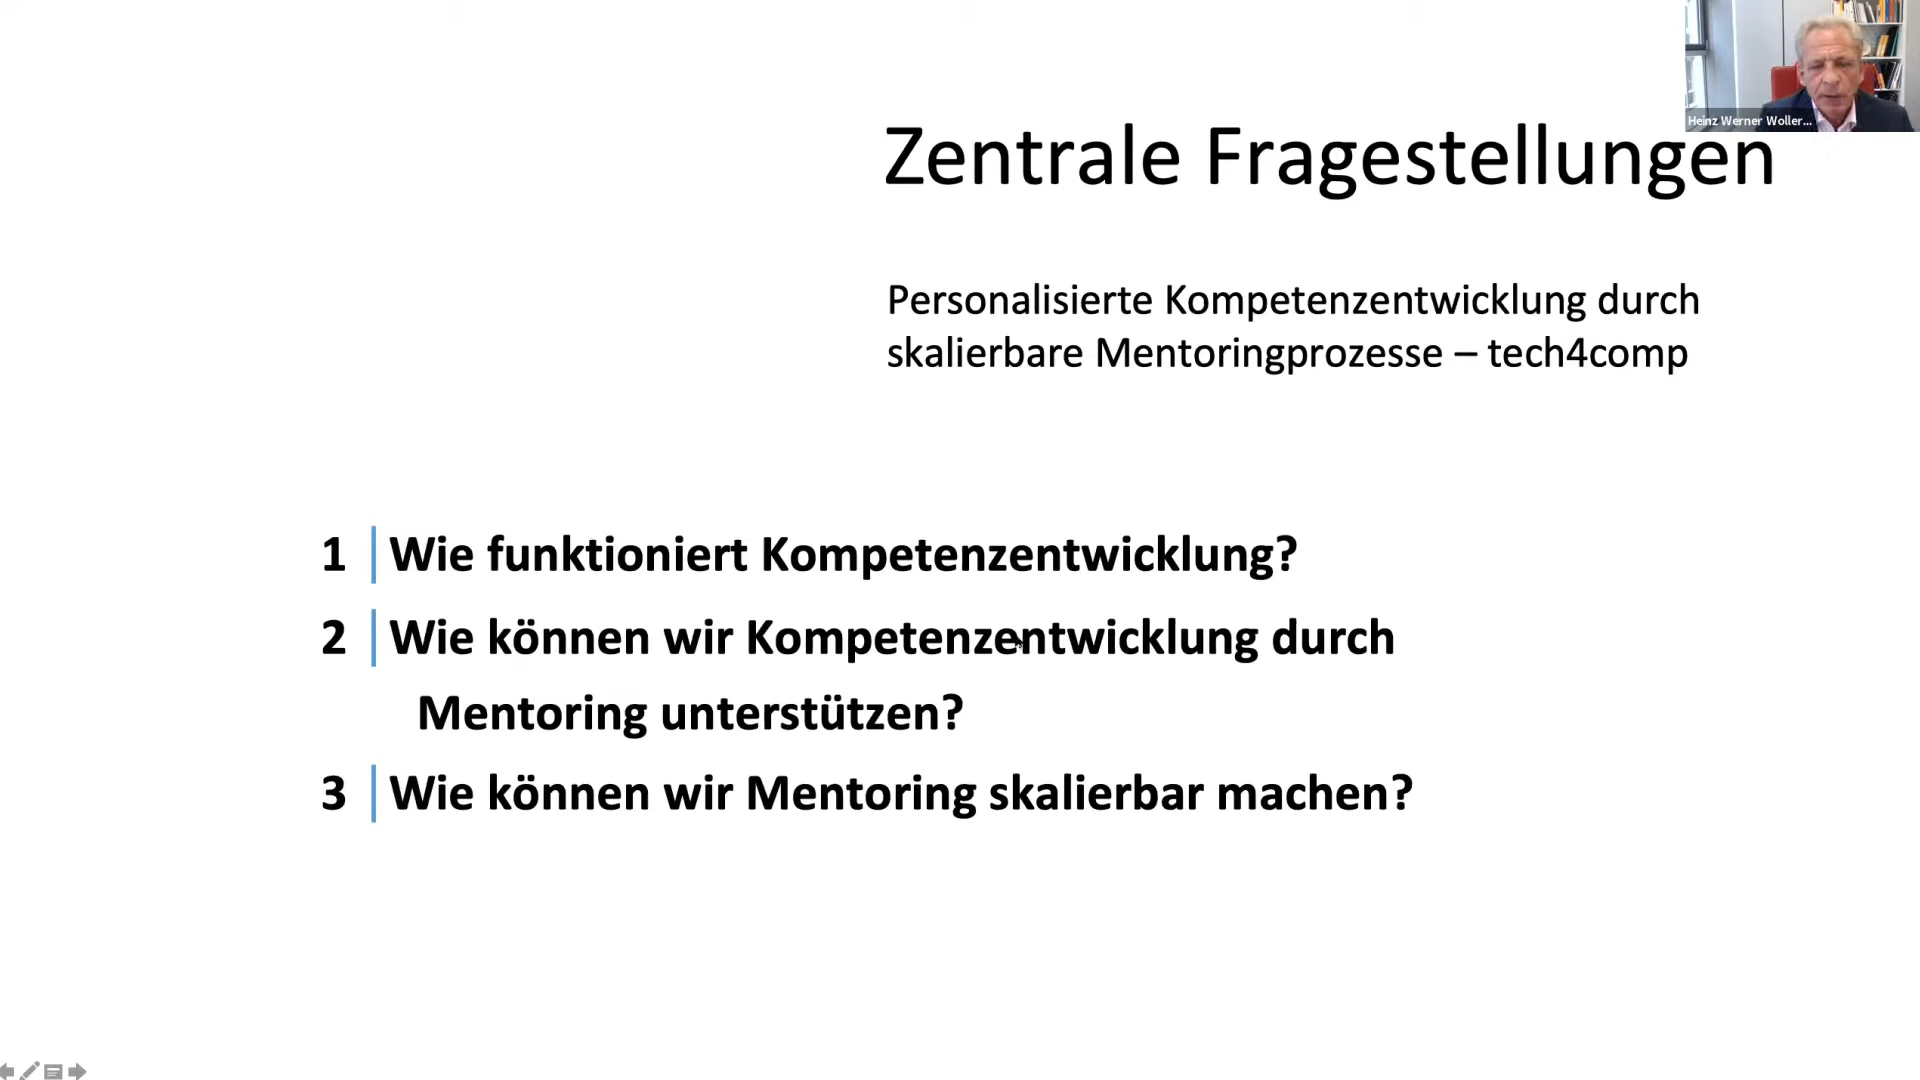 Heinz Werner Woller...
Zentrale Fragestellungen
Personalisierte Kompetenzentwicklung durch
skalierbare Mentoringprozesse – tech4comp
1 Wie funktioniert Kompetenzentwicklung?
2 Wie können wir Kompetenzentwicklung durch
Mentoring unterstützen?
3 Wie können wir Mentoring skalierbar machen?